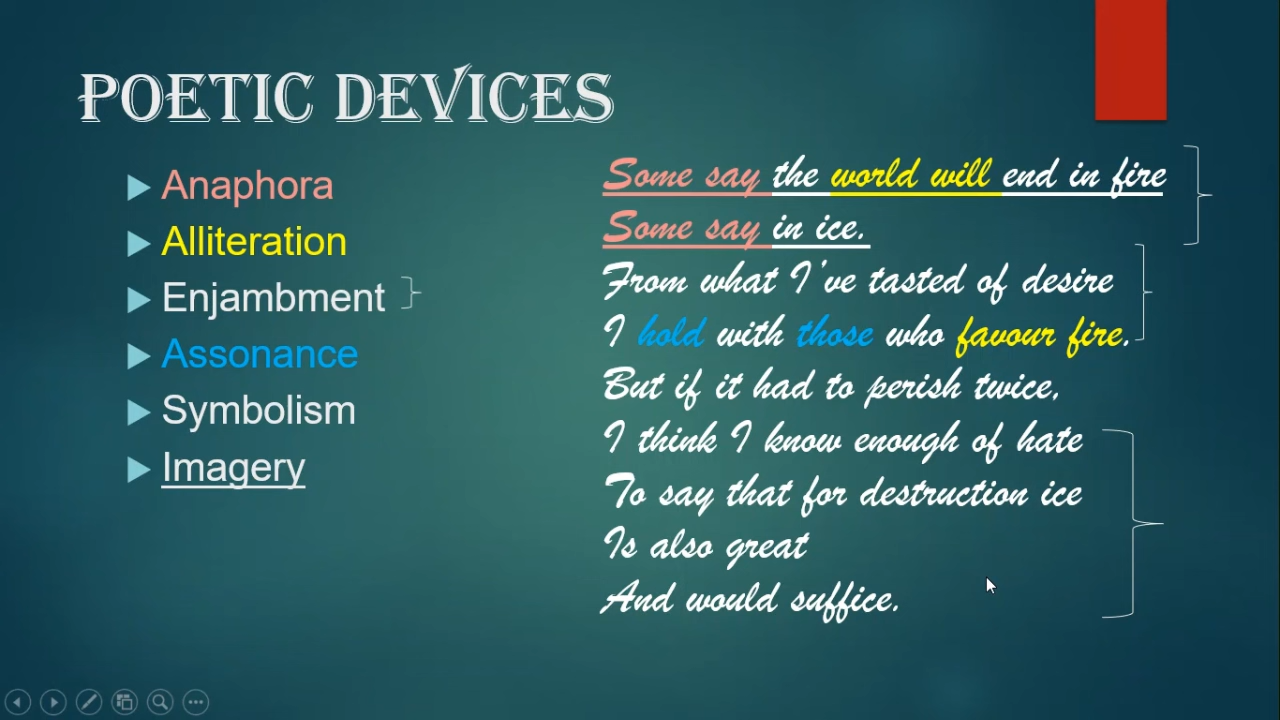 POETIC DEVICES
Anaphora
Alliteration
Enjambment
Assonance
Symbolism
Imagery
Some say the world will end in fire
Some say in ice.
From what I've tasted of desire
I hold with those who favour fire.
But if it had to perish twice,
I think I know enough of hate
To say that for destruction ice
Is also great
And would suffice.